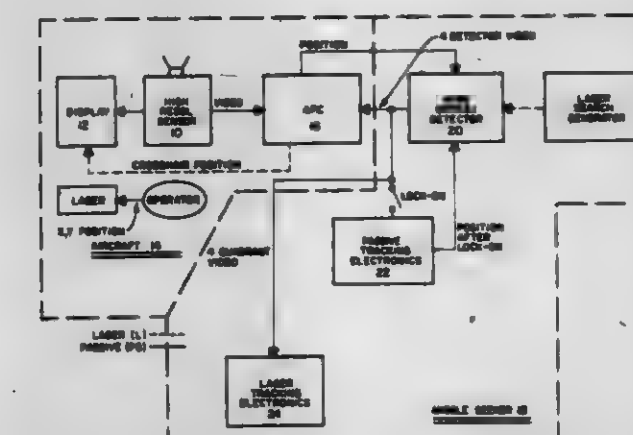 POSITION
4 DETECTOR VIDEO
DISPLAY
12
HIGH
RESOL
SENSOR
10
VIDEO
DETECTOR
20
LASER
SEARCH
GENERATOR
CROSSHAIR POSITION
LASER
OPERATOR
X,Y POSITION
AIRCRAFT 16
LOCK-ON
4 QUADRANT
VIDEO
PASSIVE
TRACKING
ELECTRONICS
22
POSITION
AFTER
LOCK-ON
LASER (L)
PASSIVE (PS)
LASER
TRACKING
ELECTRONICS
24
SEEKER